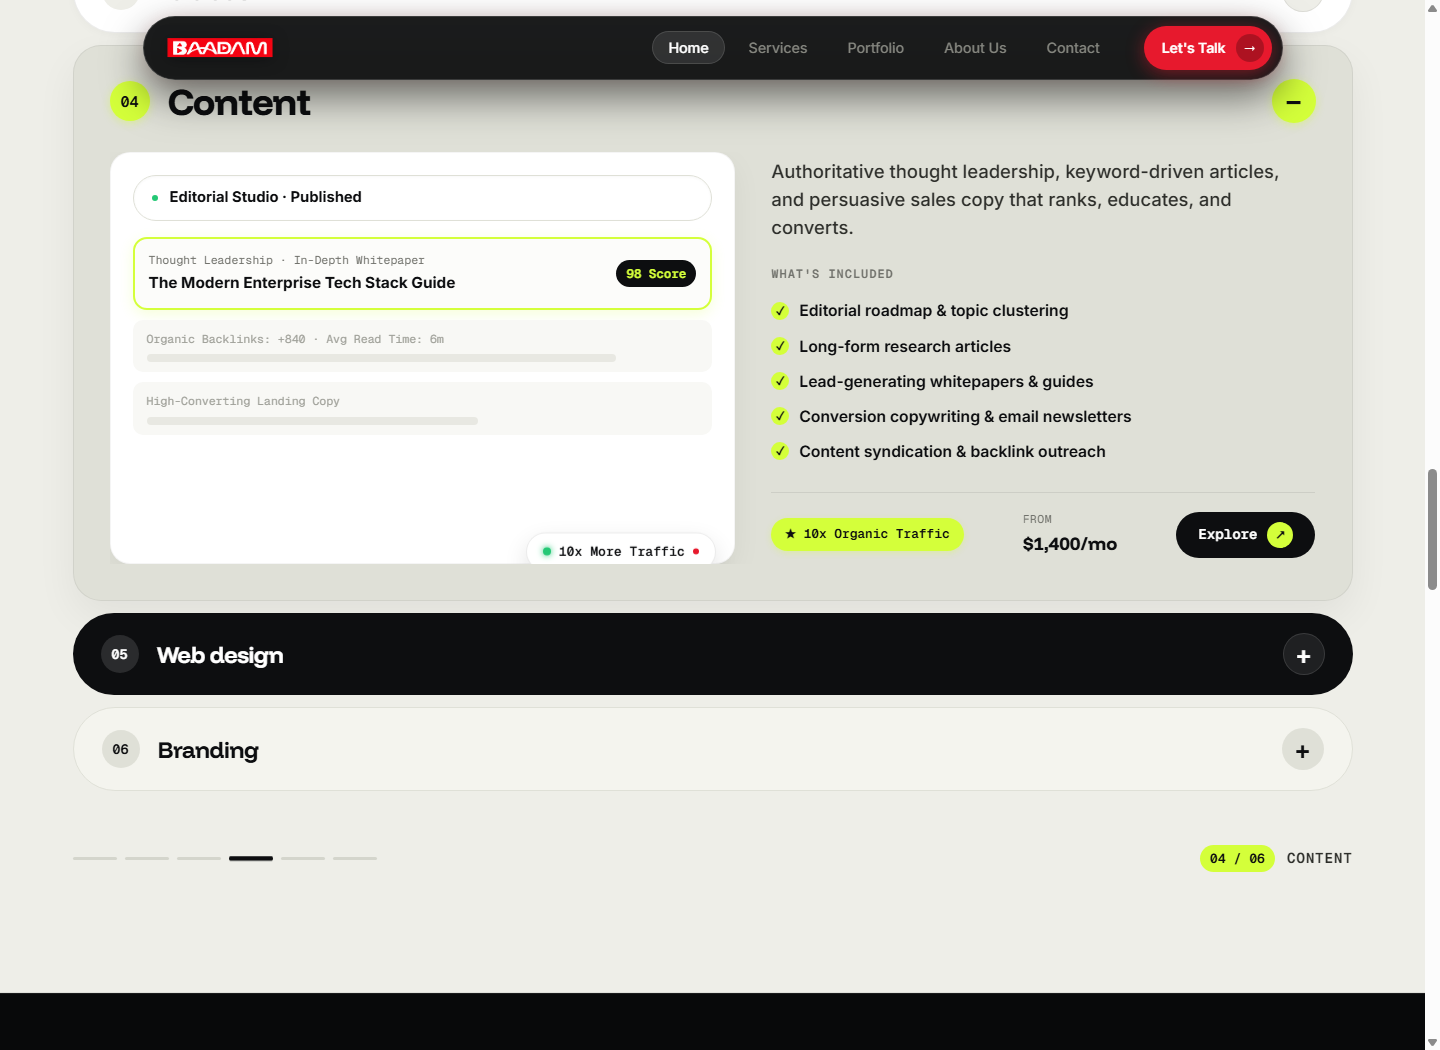 BAADAM
Home
Services
Portfolio
About Us
Contact
Let's Talk →
04
Content
−
Editorial Studio · Published
Thought Leadership · In-Depth Whitepaper
The Modern Enterprise Tech Stack Guide
98 Score
Organic Backlinks: +840 · Avg Read Time: 6m
High-Converting Landing Copy
10x More Traffic
Authoritative thought leadership, keyword-driven articles,
and persuasive sales copy that ranks, educates, and
converts.
WHAT'S INCLUDED
✓ Editorial roadmap & topic clustering
✓ Long-form research articles
✓ Lead-generating whitepapers & guides
✓ Conversion copywriting & email newsletters
✓ Content syndication & backlink outreach
★ 10x Organic Traffic
FROM
$1,400/mo
Explore ↗
05
Web design
+
06
Branding
+
04 / 06
CONTENT